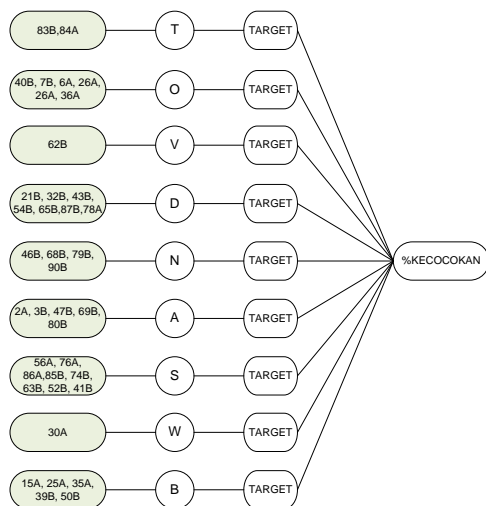 83B,84A T TARGET
40B, 7B, 6A, 26A,
26A, 36A O TARGET
62B V TARGET
21B, 32B, 43B,
54B, 65B,87B,78A D TARGET
%KECOCOKAN
46B, 68B, 79B,
90B N TARGET
2A, 3B, 47B, 69B,
80B A TARGET
56A, 76A,
86A,85B, 74B,
63B, 52B, 41B S TARGET
30A W TARGET
15A, 25A, 35A,
39B, 50B B TARGET